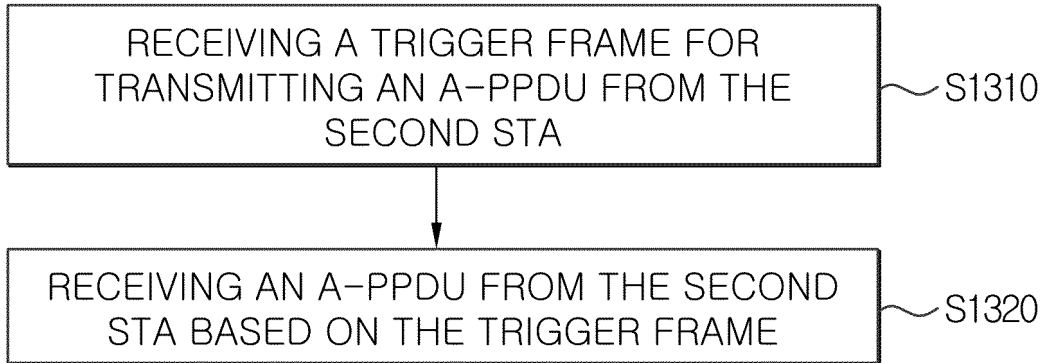 RECEIVING A TRIGGER FRAME FOR
TRANSMITTING AN A-PPDU FROM THE
SECOND STA
S1310
RECEIVING AN A-PPDU FROM THE SECOND
STA BASED ON THE TRIGGER FRAME
S1320